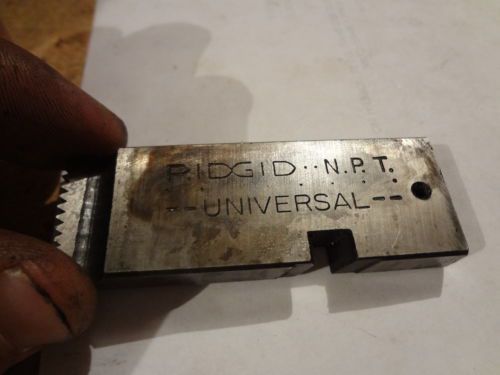 RIDGID N.P.T.
--UNIVERSAL--